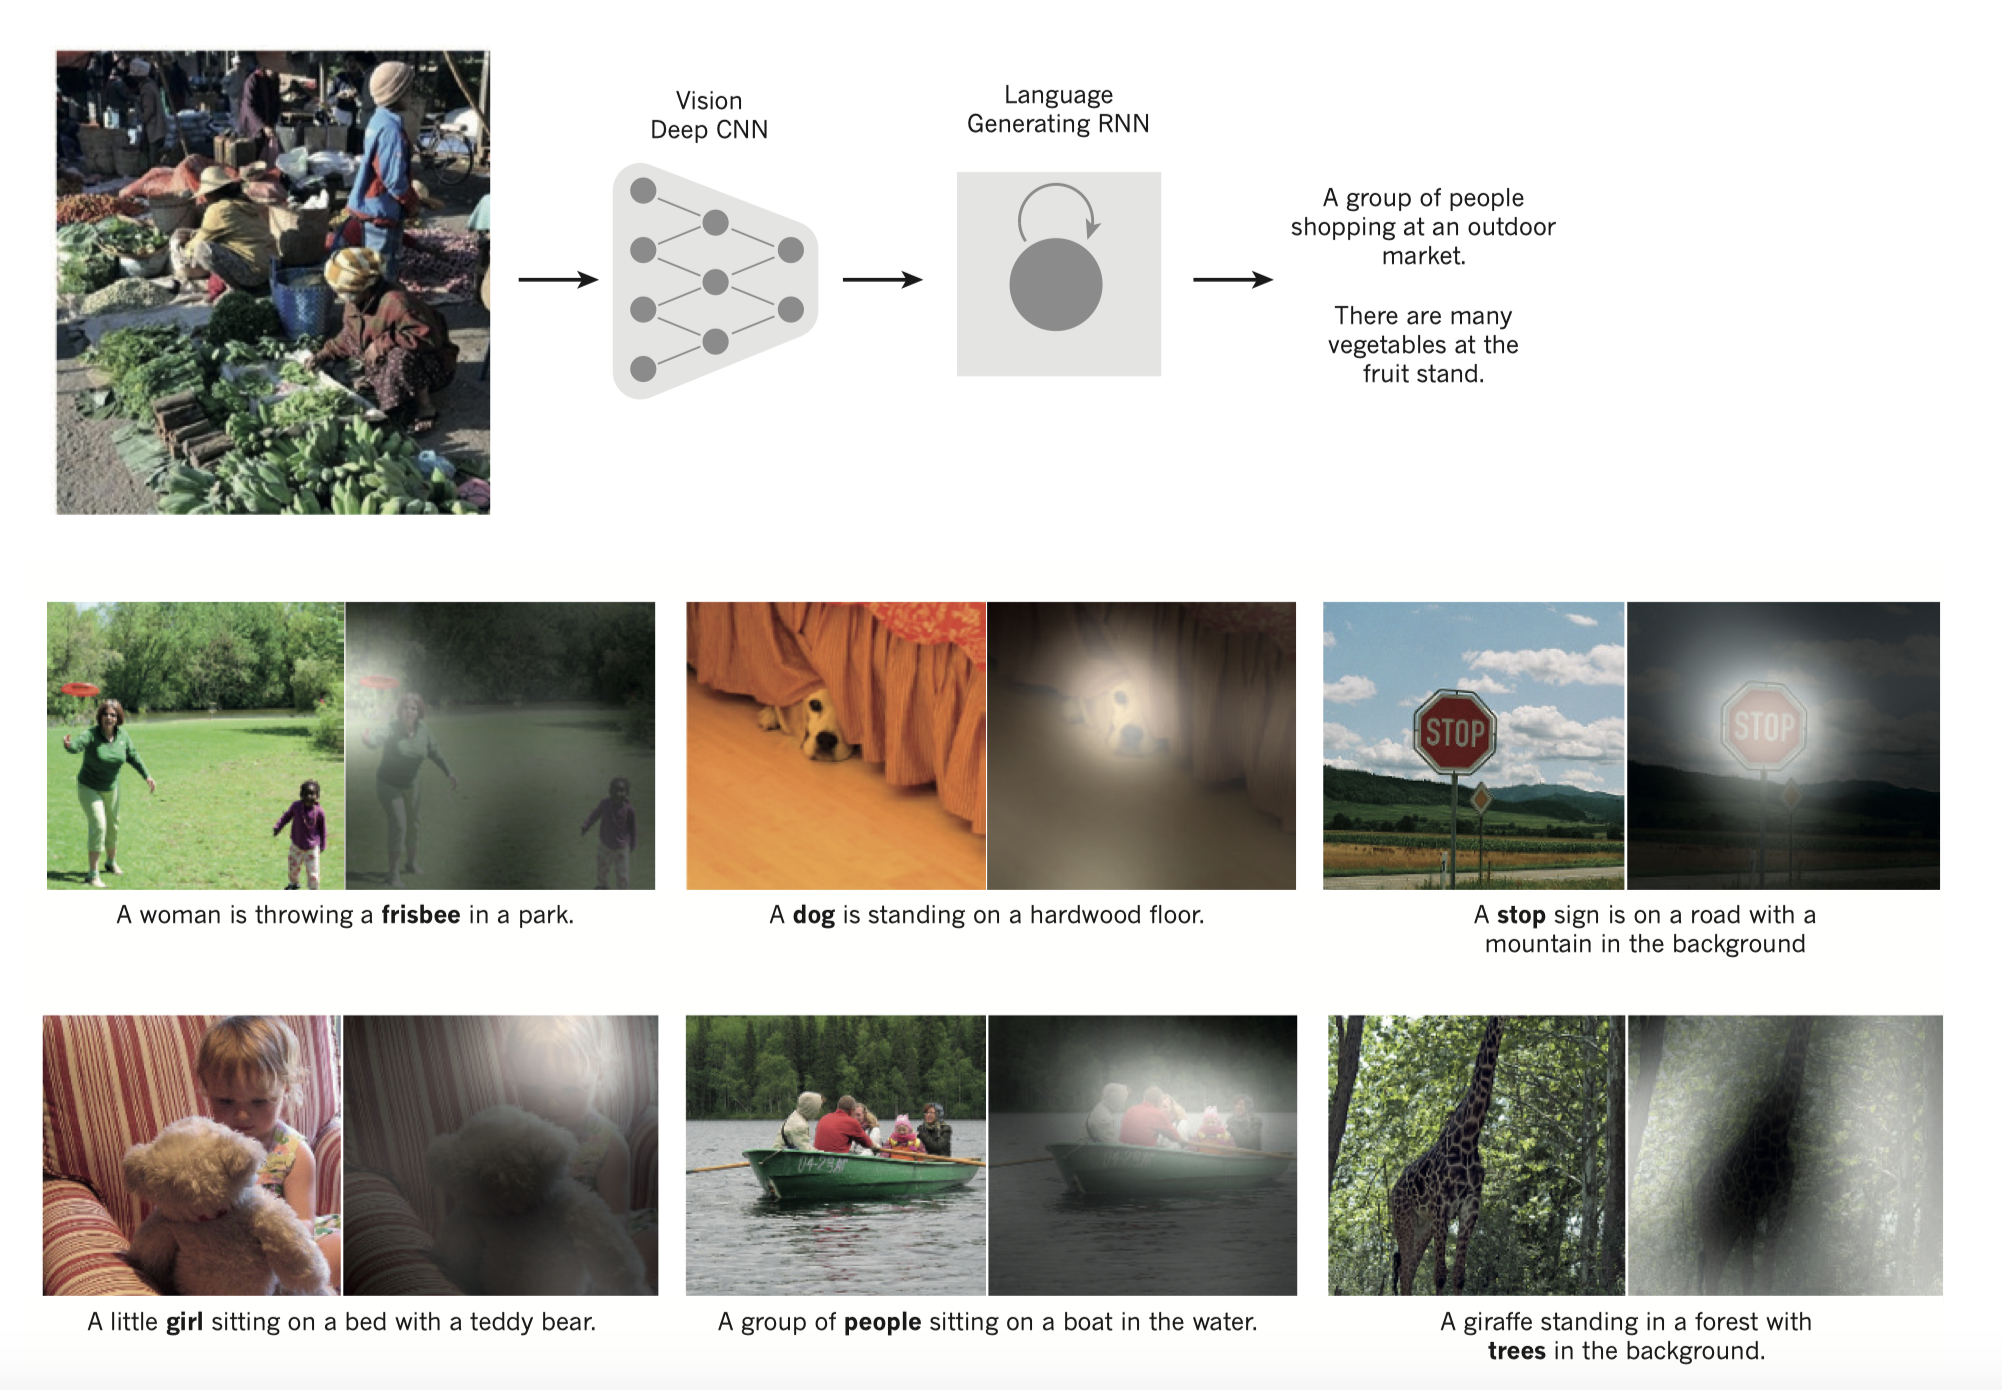 Vision
Deep CNN
Language
Generating RNN
A group of people
shopping at an outdoor
market.
There are many
vegetables at the
fruit stand.
STOP
STOP
A woman is throwing a frisbee in a park.
A dog is standing on a hardwood floor.
A stop sign is on a road with a
mountain in the background
A little girl sitting on a bed with a teddy bear.
A group of people sitting on a boat in the water.
A giraffe standing in a forest with
trees in the background.